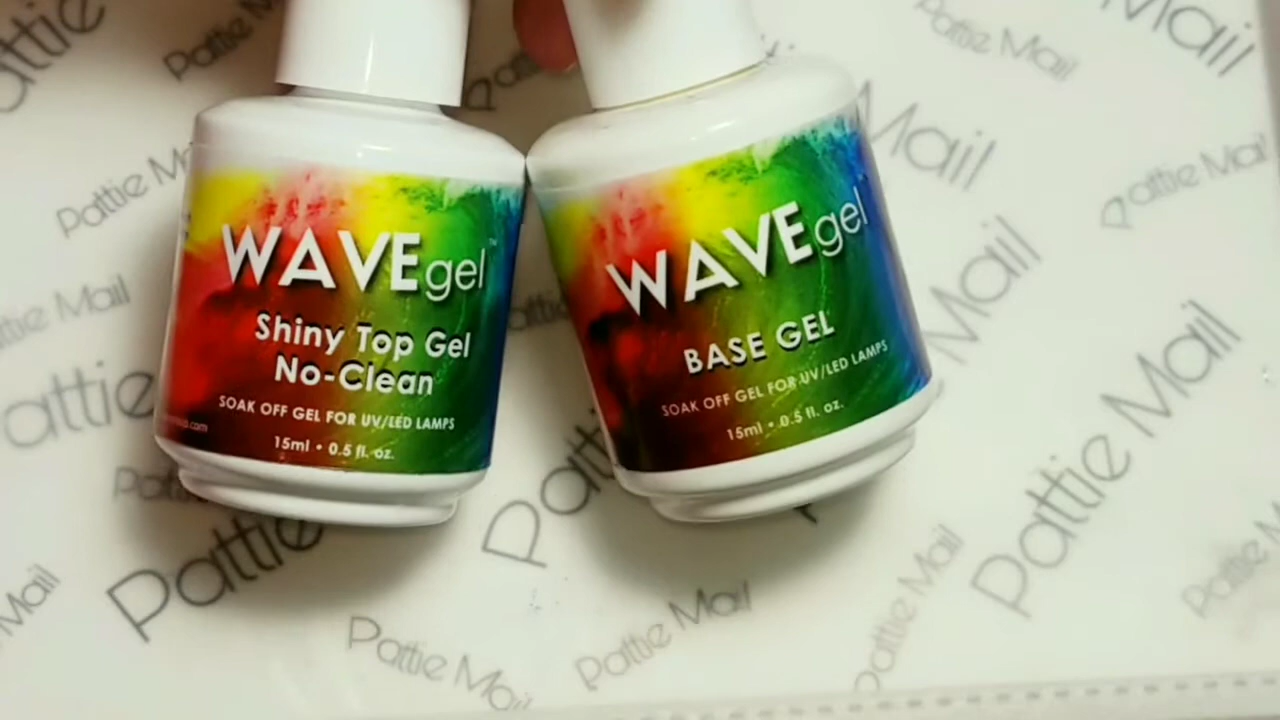 WAVEgel™
Shiny Top Gel
No-Clean
SOAK OFF GEL FOR UV/LED LAMPS
15ml • 0.5 fl. oz.
WAVEgel
BASE GEL
SOAK OFF GEL FOR UV/LED LAMPS
15ml • 0.5 fl. oz.
Pattie Mail
Pattie Mail
Pattie Mail
Pattie Mail
Pattie Mail
Pattie Mail
Pattie Mail